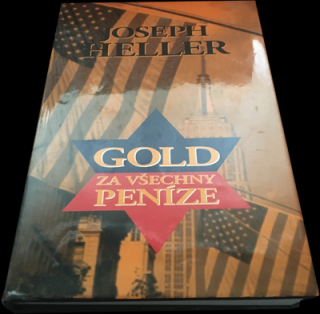 JOSEPH
HELLER
GOLD
ZA VŠECHNY
PENÍZE